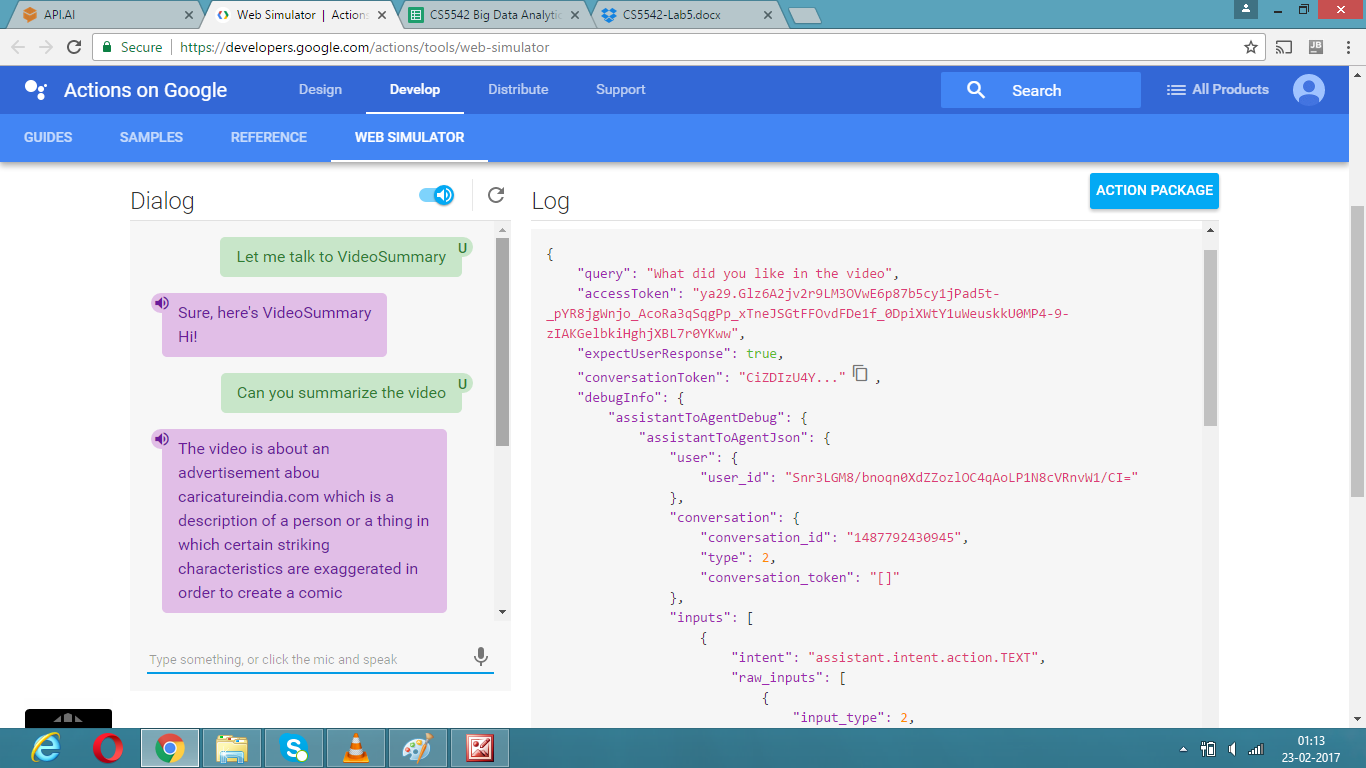 API.AI
Web Simulator | Actions
CS5542 Big Data Analytic
CS5542-Lab5.docx
Secure
https://developers.google.com/actions/tools/web-simulator
JB
Actions on Google
Design
Develop
Distribute
Support
Search
All Products
GUIDES
SAMPLES
REFERENCE
WEB SIMULATOR
Dialog
Let me talk to VideoSummary
U
Sure, here's VideoSummary
Hi!
Can you summarize the video
U
The video is about an
advertisement abou
caricatureindia.com which is a
description of a person or a thing in
which certain striking
characteristics are exaggerated in
order to create a comic
Type something, or click the mic and speak
Log
ACTION PACKAGE
{
"query": "What did you like in the video",
"accessToken": "ya29.Glz6A2jv2r9LM3OVwE6p87b5cy1jPad5t-
_pYR8jgWnjo_AcoRa3qSqgPp_xTneJSGtFFOvdFDe1f_0DpiXWtY1uWeuskkU0MP4-9-
zIAKGelbkiHghjXBL7r0YKww",
"expectUserResponse": true,
"conversationToken": "CiZDIzU4Y..." ,
"debugInfo": {
"assistantToAgentDebug": {
"assistantToAgentJson": {
"user": {
"user_id": "Snr3LGM8/bnoqn0XdZZozlOC4qAoLP1N8cVRnvW1/CI="
},
"conversation": {
"conversation_id": "1487792430945",
"type": 2,
"conversation_token": "[]"
},
"inputs": [
{
"intent": "assistant.intent.action.TEXT",
"raw_inputs": [
{
"input_type": 2,
01:13
23-02-2017